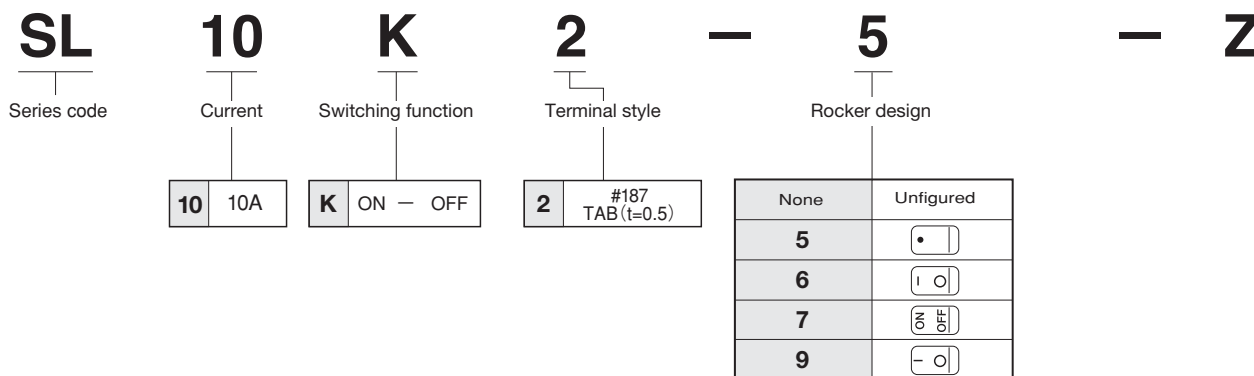 SL 10 K 2 — 5 — Z
Series code Current Switching function Terminal style Rocker design
10 10A K ON — OFF 2 #187 TAB(t=0.5)
None Unfigured
5
6
7 ON OFF
9